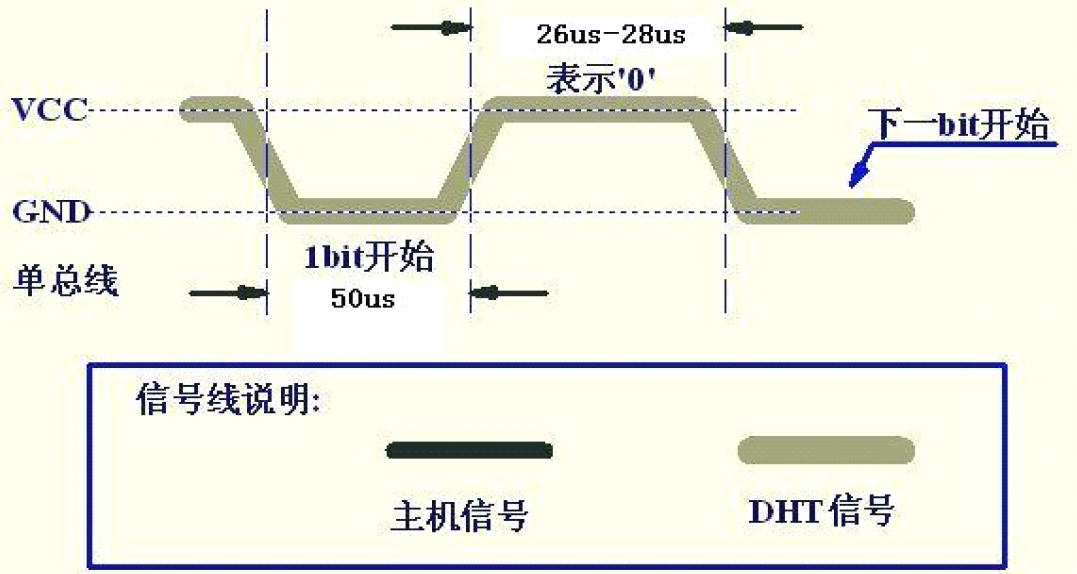 26us-28us
表示'0'
VCC
下一bit开始
GND
1bit开始
单总线
50us
信号线说明:
主机信号
DHT信号